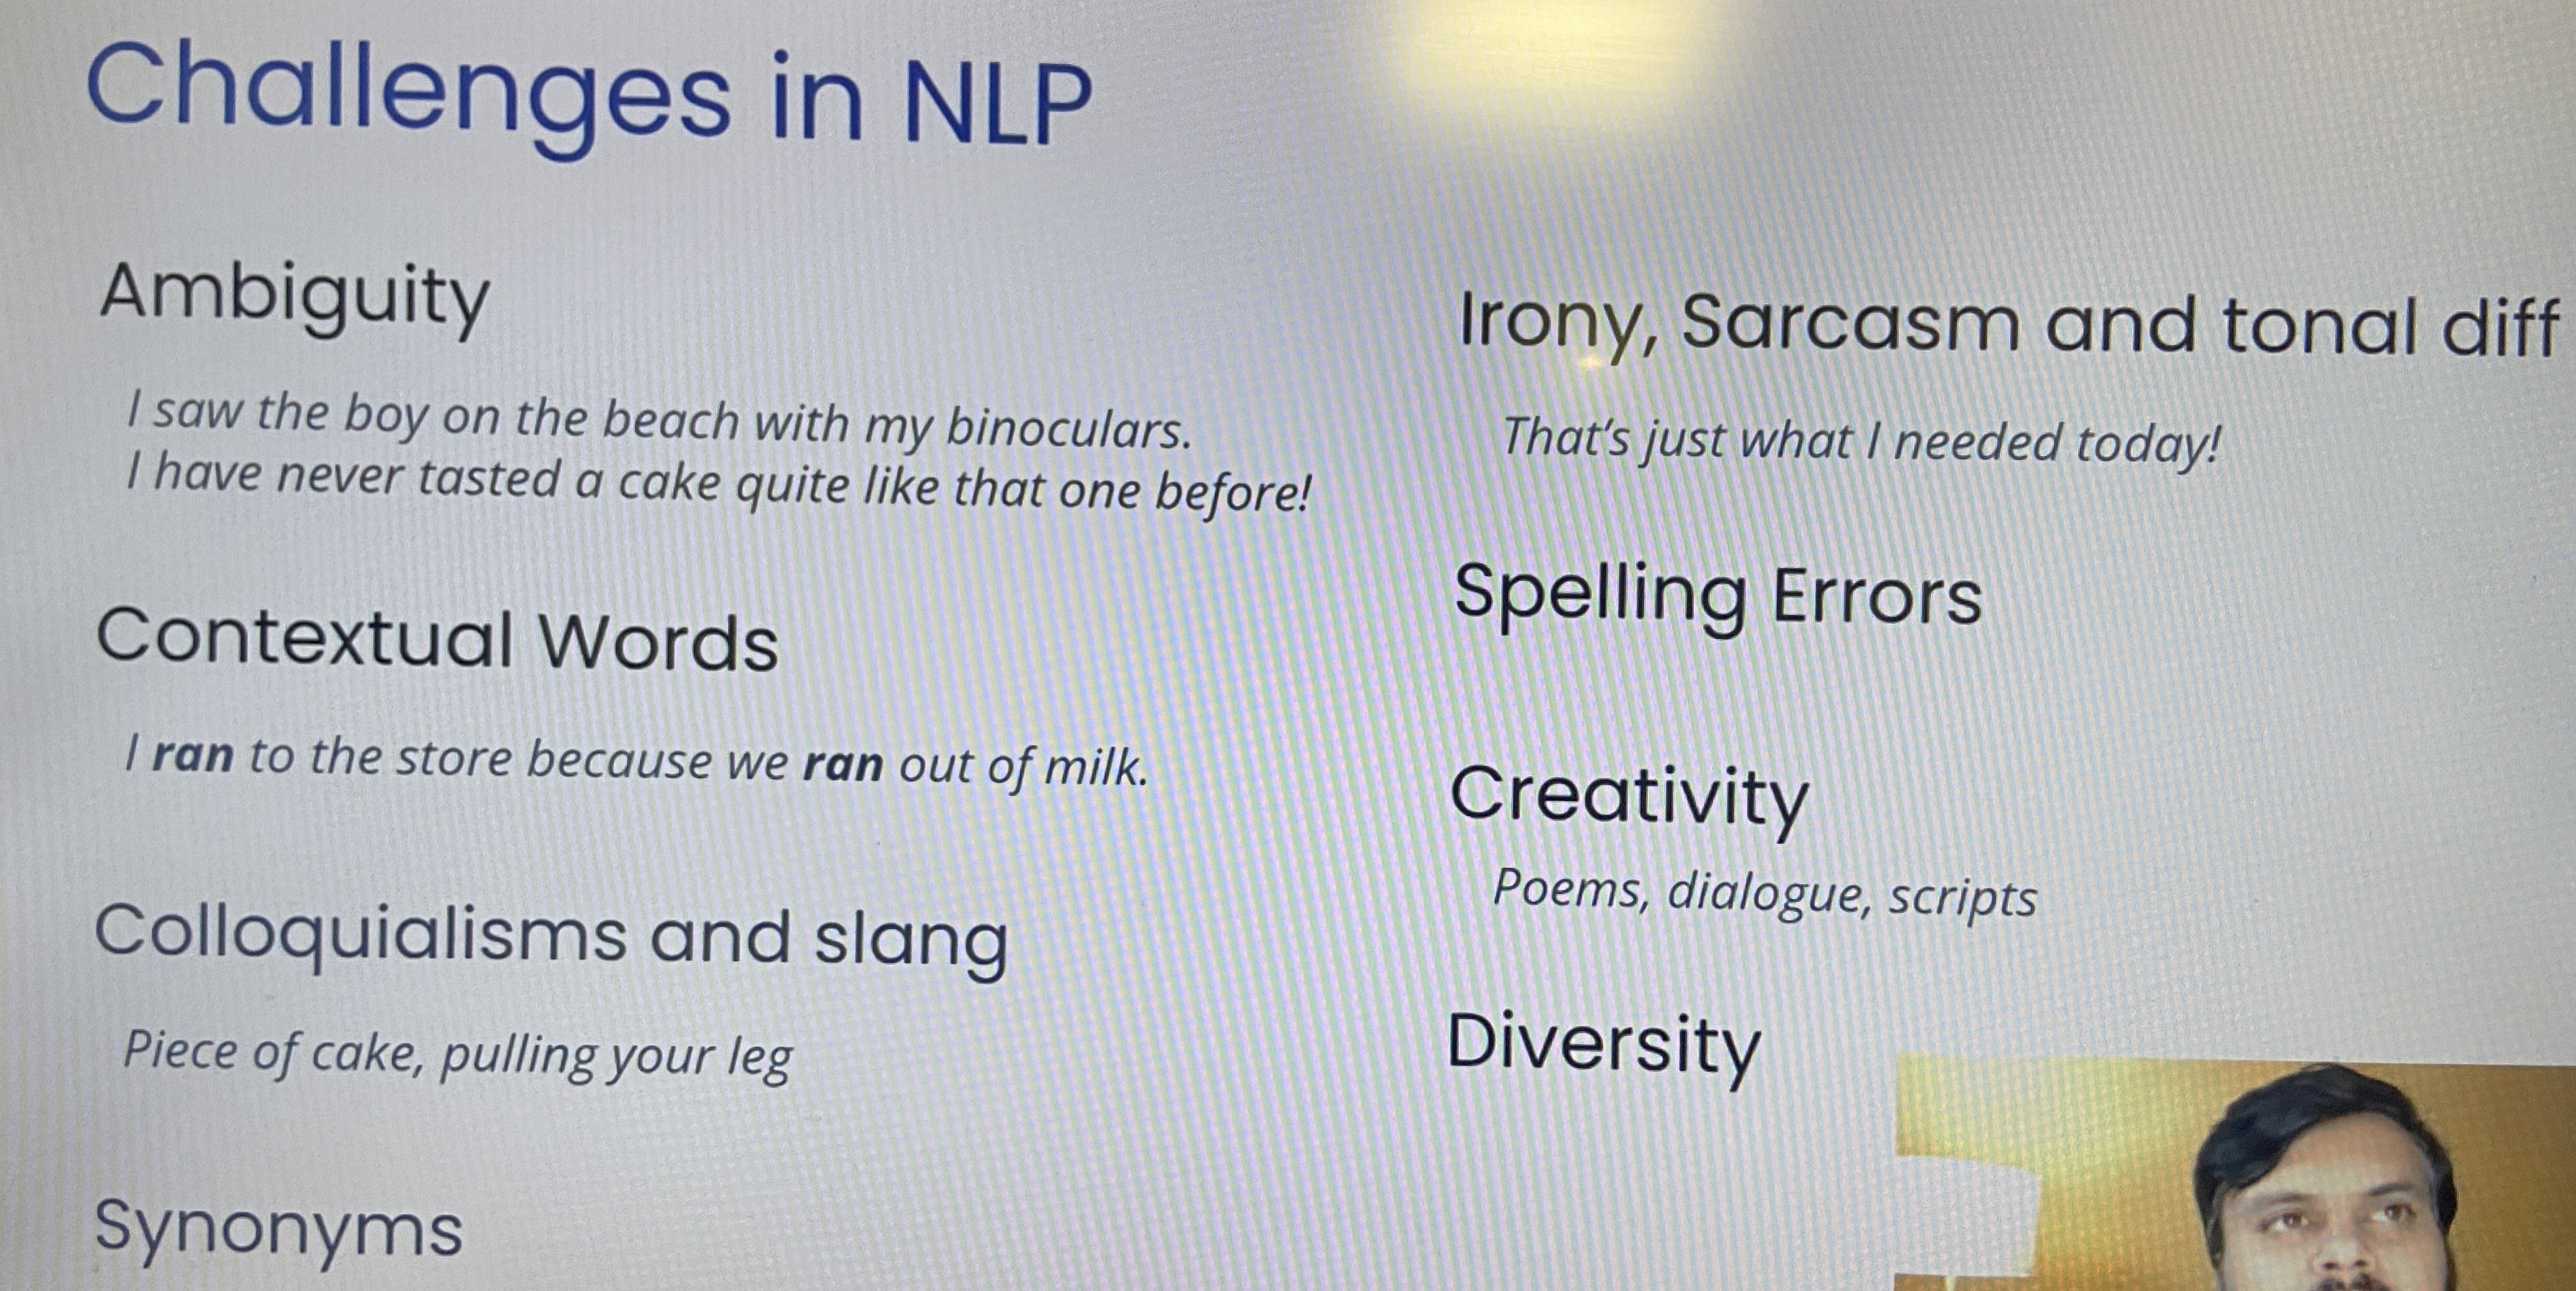 Challenges in NLP
Ambiguity
I saw the boy on the beach with my binoculars.
I have never tasted a cake quite like that one before!
Contextual Words
I ran to the store because we ran out of milk.
Colloquialisms and slang
Piece of cake, pulling your leg
Synonyms
Irony, Sarcasm and tonal diff
That's just what I needed today!
Spelling Errors
Creativity
Poems, dialogue, scripts
Diversity